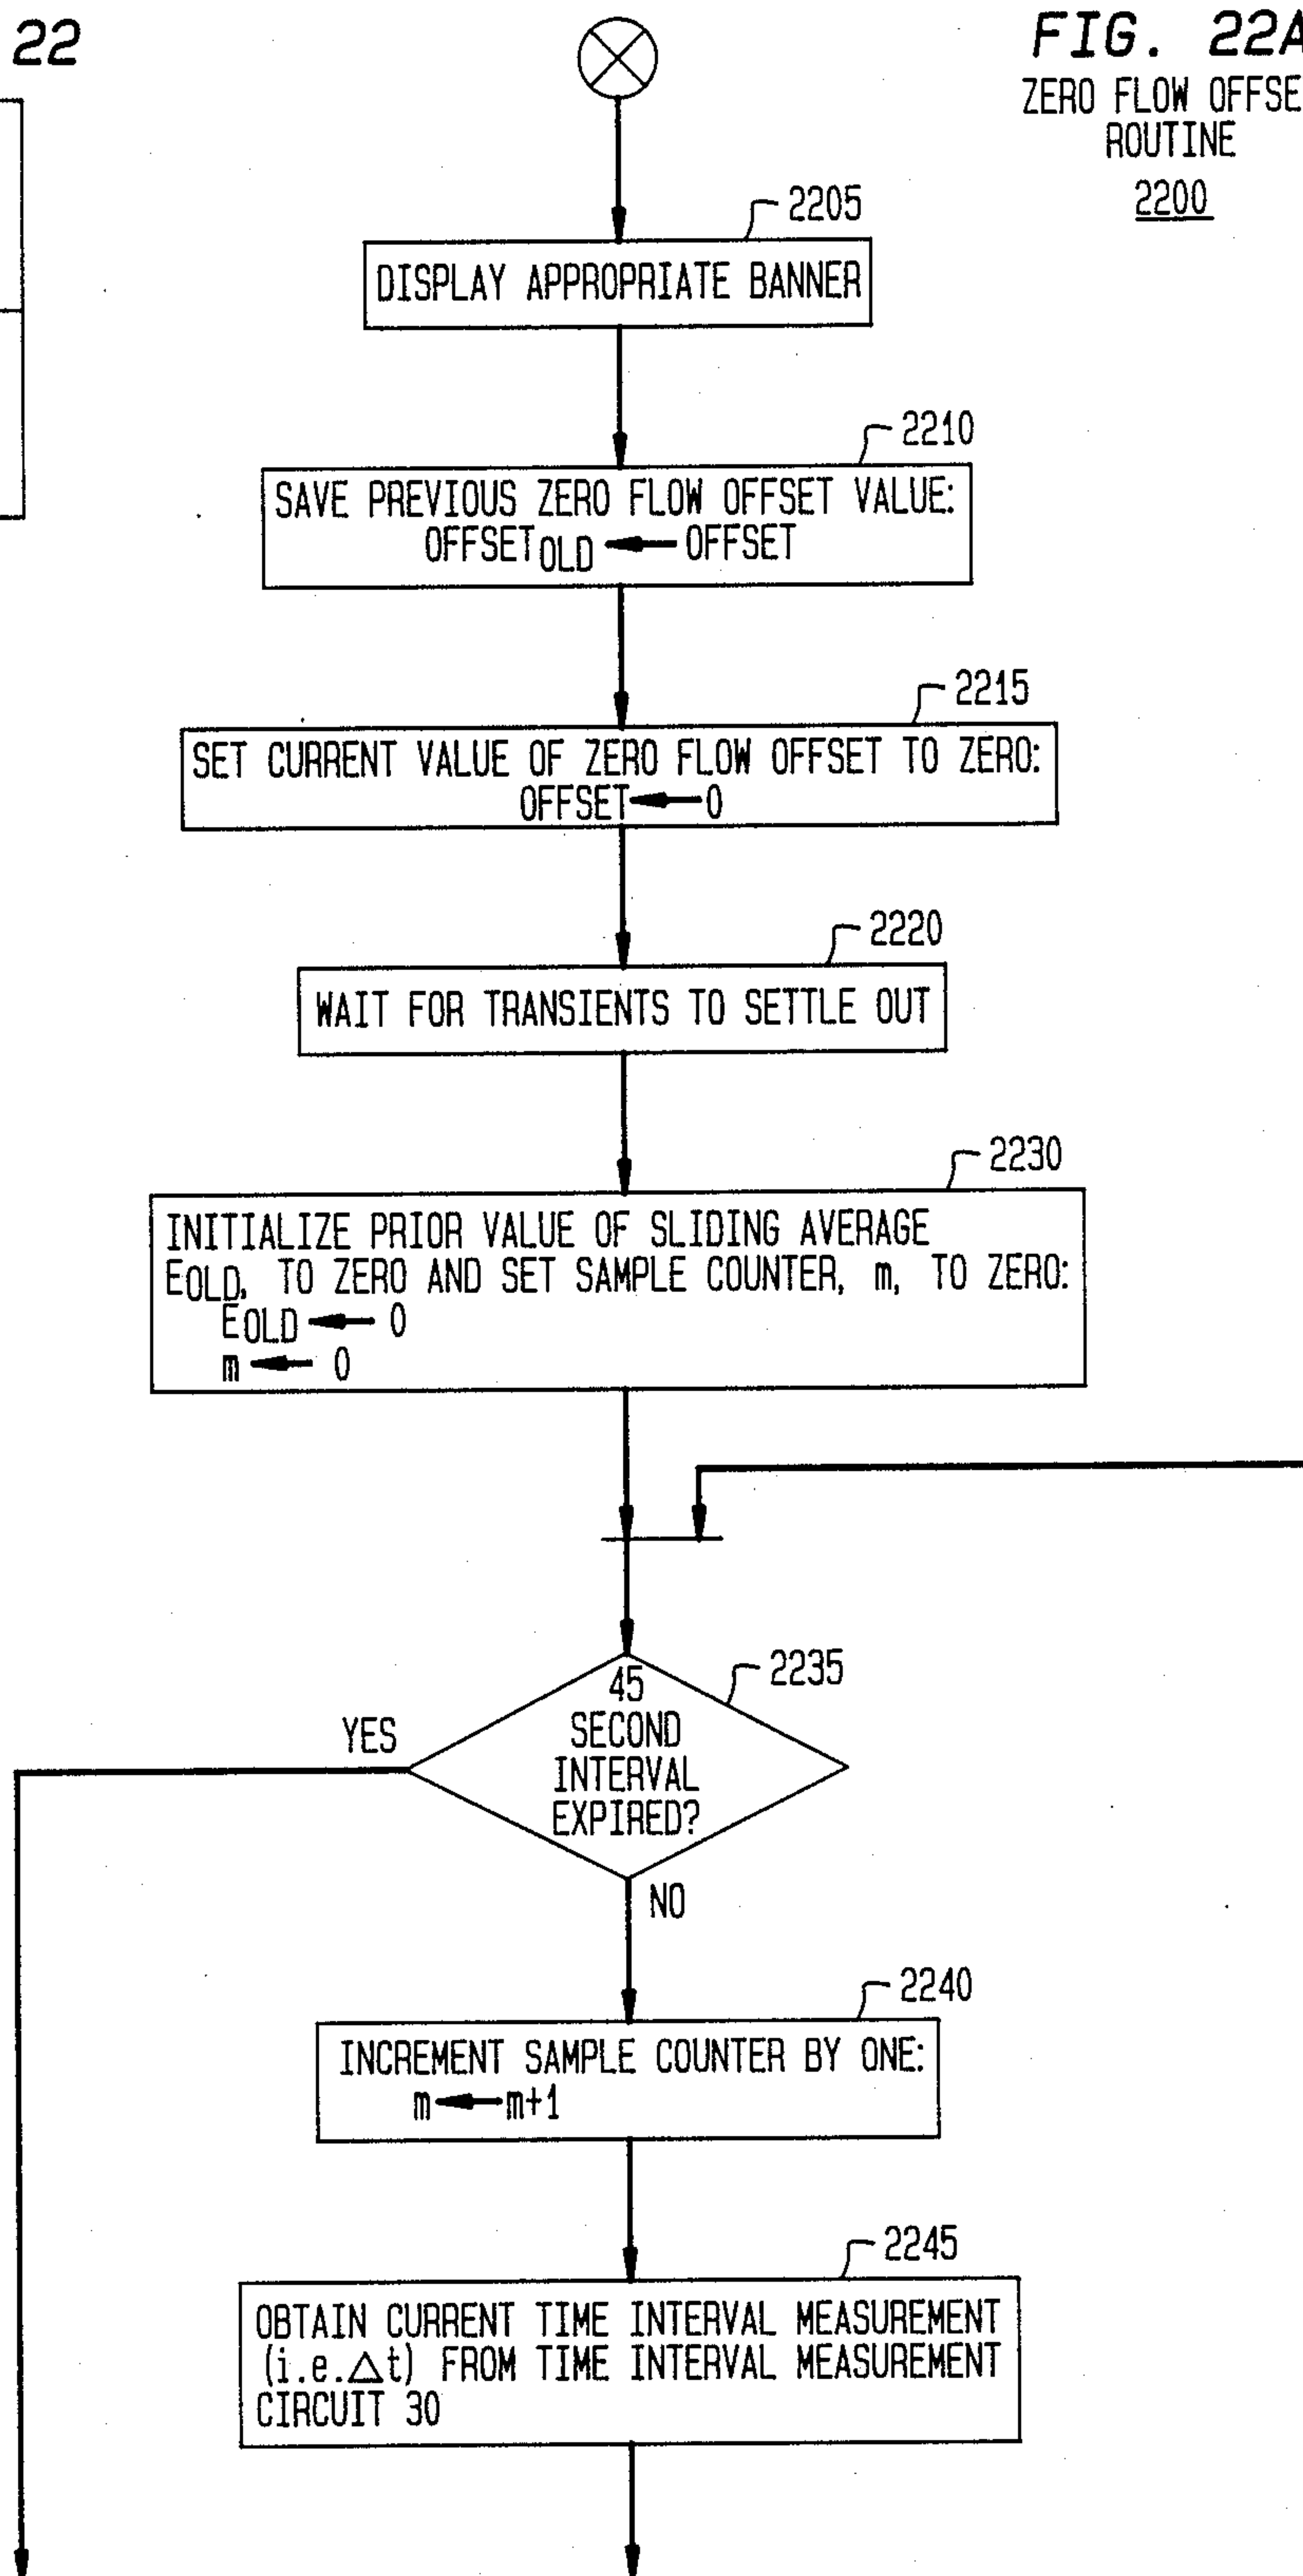 22
FIG. 22A
ZERO FLOW OFFSE
ROUTINE
2200
2205
DISPLAY APPROPRIATE BANNER
2210
SAVE PREVIOUS ZERO FLOW OFFSET VALUE:
OFFSET OLD ← OFFSET
2215
SET CURRENT VALUE OF ZERO FLOW OFFSET TO ZERO:
OFFSET ← 0
2220
WAIT FOR TRANSIENTS TO SETTLE OUT
2230
INITIALIZE PRIOR VALUE OF SLIDING AVERAGE
EOLD, TO ZERO AND SET SAMPLE COUNTER, m, TO ZERO:
EOLD ← 0
m ← 0
2235
45
SECOND
INTERVAL
EXPIRED?
YES
NO
2240
INCREMENT SAMPLE COUNTER BY ONE:
m ← m+1
2245
OBTAIN CURRENT TIME INTERVAL MEASUREMENT
(i.e.Δt) FROM TIME INTERVAL MEASUREMENT
CIRCUIT 30